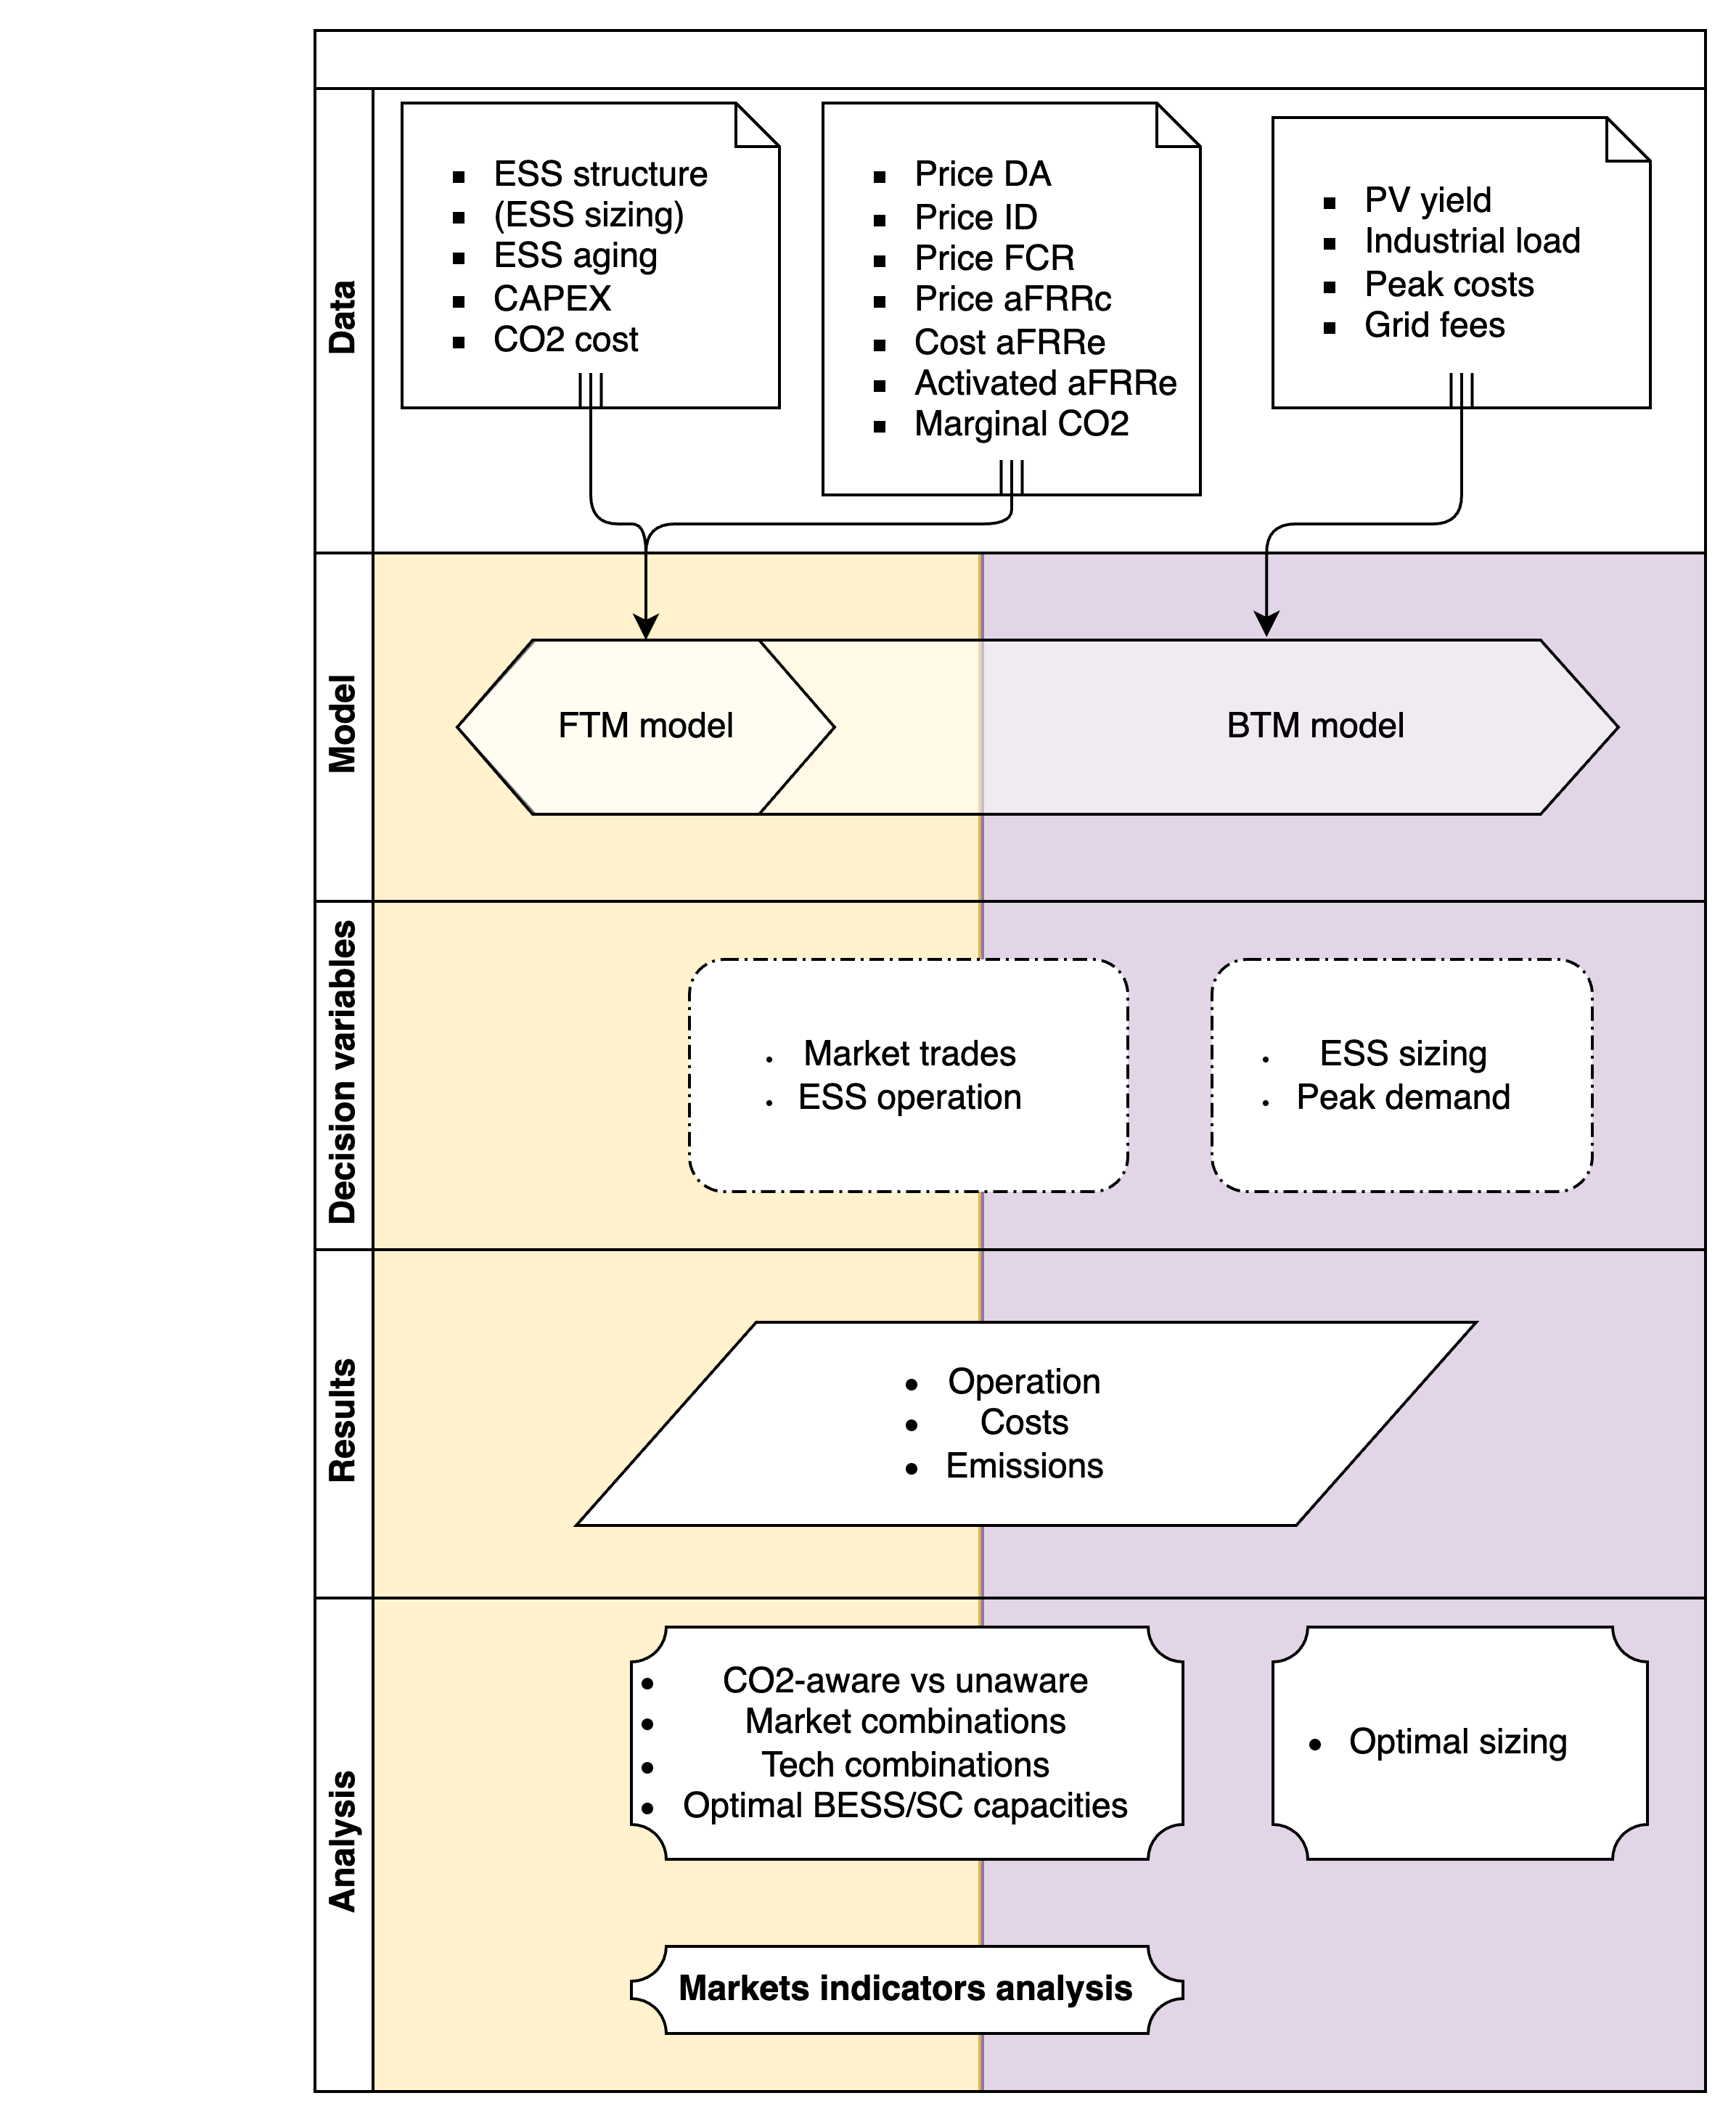 Data
ESS structure
(ESS sizing)
ESS aging
CAPEX
CO2 cost
Price DA
Price ID
Price FCR
Price aFRRc
Cost aFRRe
Activated aFRRe
Marginal CO2
PV yield
Industrial load
Peak costs
Grid fees
Model
FTM model
BTM model
Decision variables
Market trades
ESS operation
ESS sizing
Peak demand
Results
Operation
Costs
Emissions
Analysis
CO2-aware vs unaware
Market combinations
Tech combinations
Optimal BESS/SC capacities
Optimal sizing
Markets indicators analysis